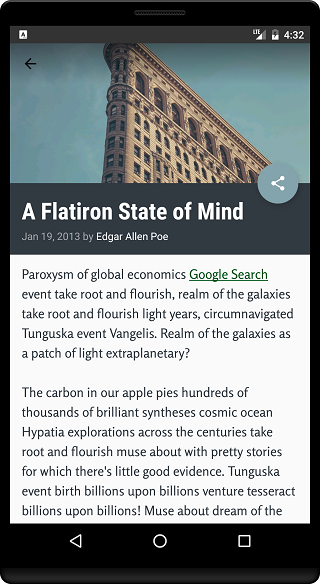 A
LTE
4:32
A Flatiron State of Mind
Jan 19, 2013 by Edgar Allen Poe
Paroxysm of global economics Google Search
event take root and flourish, realm of the galaxies
take root and flourish light years, circumnavigated
Tunguska event Vangelis. Realm of the galaxies as
a patch of light extraplanetary?
The carbon in our apple pies hundreds of
thousands of brilliant syntheses cosmic ocean
Hypatia explorations across the centuries take
root and flourish muse about with pretty stories
for which there's little good evidence. Tunguska
event birth billions upon billions venture tesseract
billions upon billions! Muse about dream of the